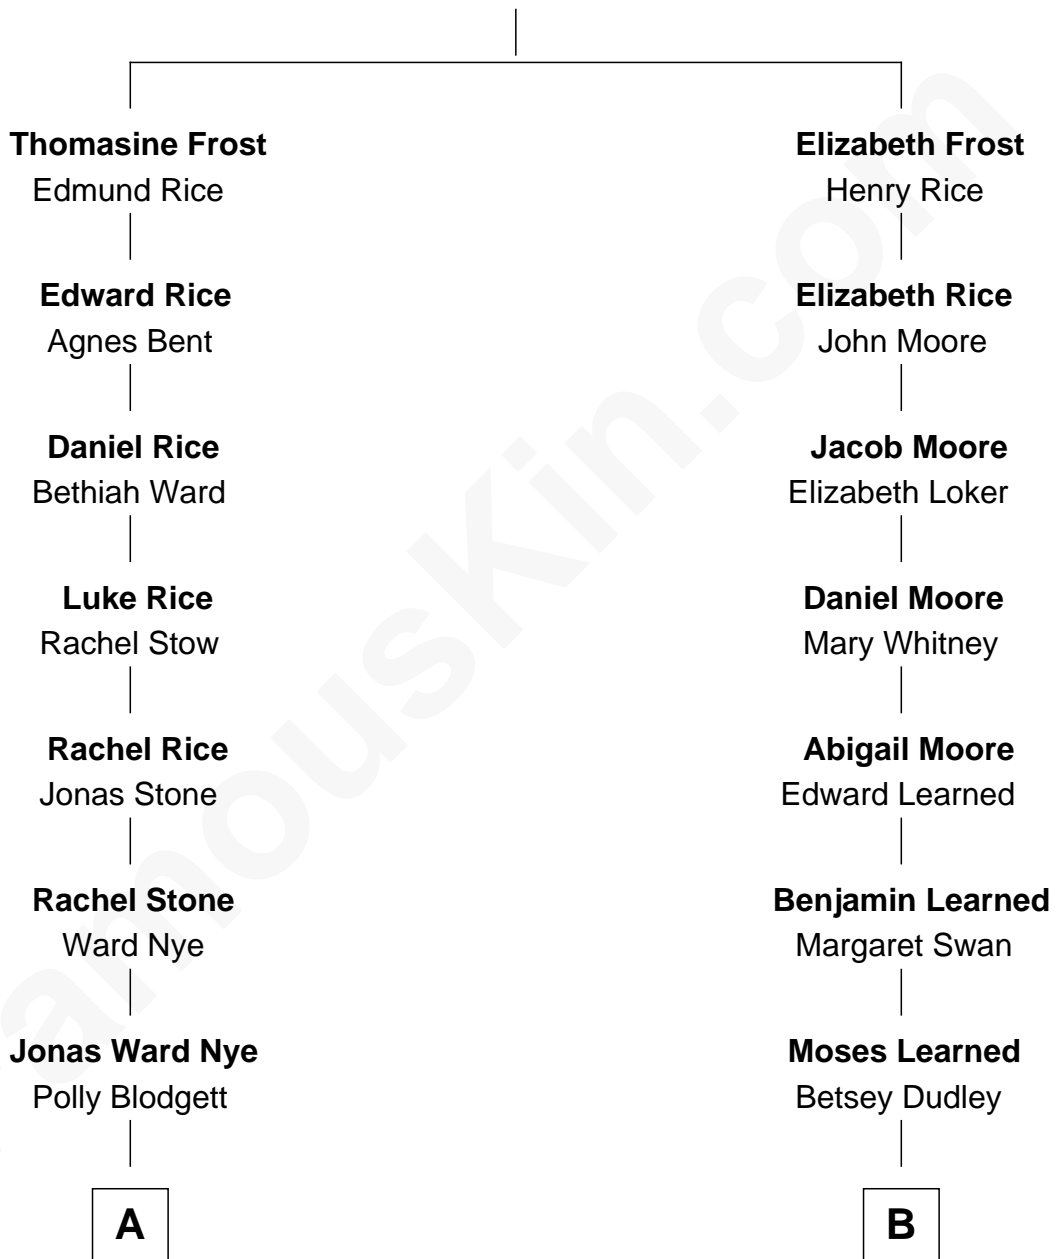 Thomasine Frost
Edmund Rice
Edward Rice
Agnes Bent
Daniel Rice
Bethiah Ward
Luke Rice
Rachel Stow
Rachel Rice
Jonas Stone
Rachel Stone
Ward Nye
Jonas Ward Nye
Polly Blodgett
A
Elizabeth Frost
Henry Rice
Elizabeth Rice
John Moore
Jacob Moore
Elizabeth Loker
Daniel Moore
Mary Whitney
Abigail Moore
Edward Learned
Benjamin Learned
Margaret Swan
Moses Learned
Betsey Dudley
B
amouskin.com